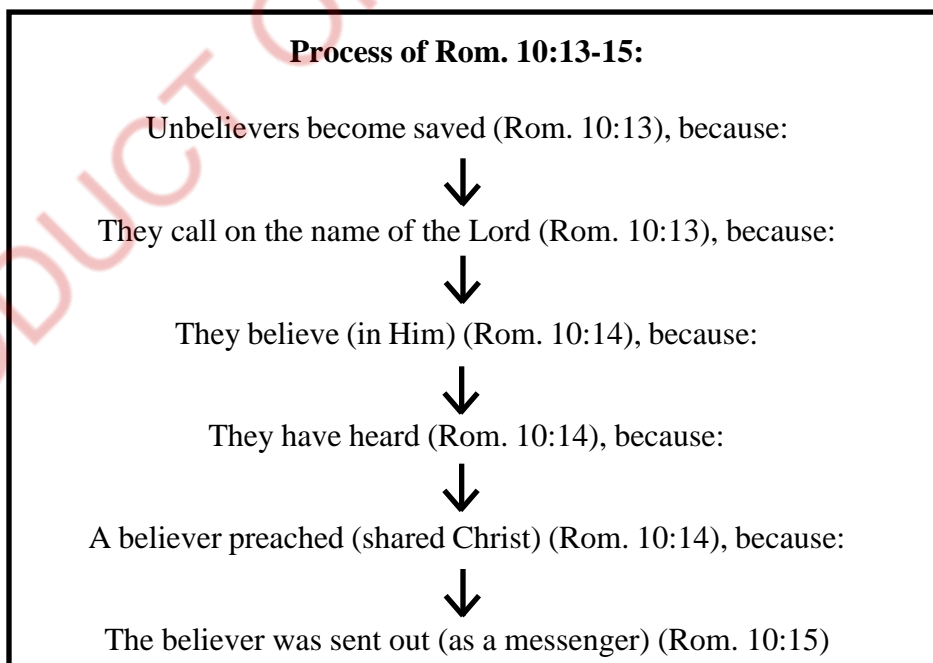 Process of Rom. 10:13-15:
Unbelievers become saved (Rom. 10:13), because:
They call on the name of the Lord (Rom. 10:13), because:
They believe (in Him) (Rom. 10:14), because:
They have heard (Rom. 10:14), because:
A believer preached (shared Christ) (Rom. 10:14), because:
The believer was sent out (as a messenger) (Rom. 10:15)